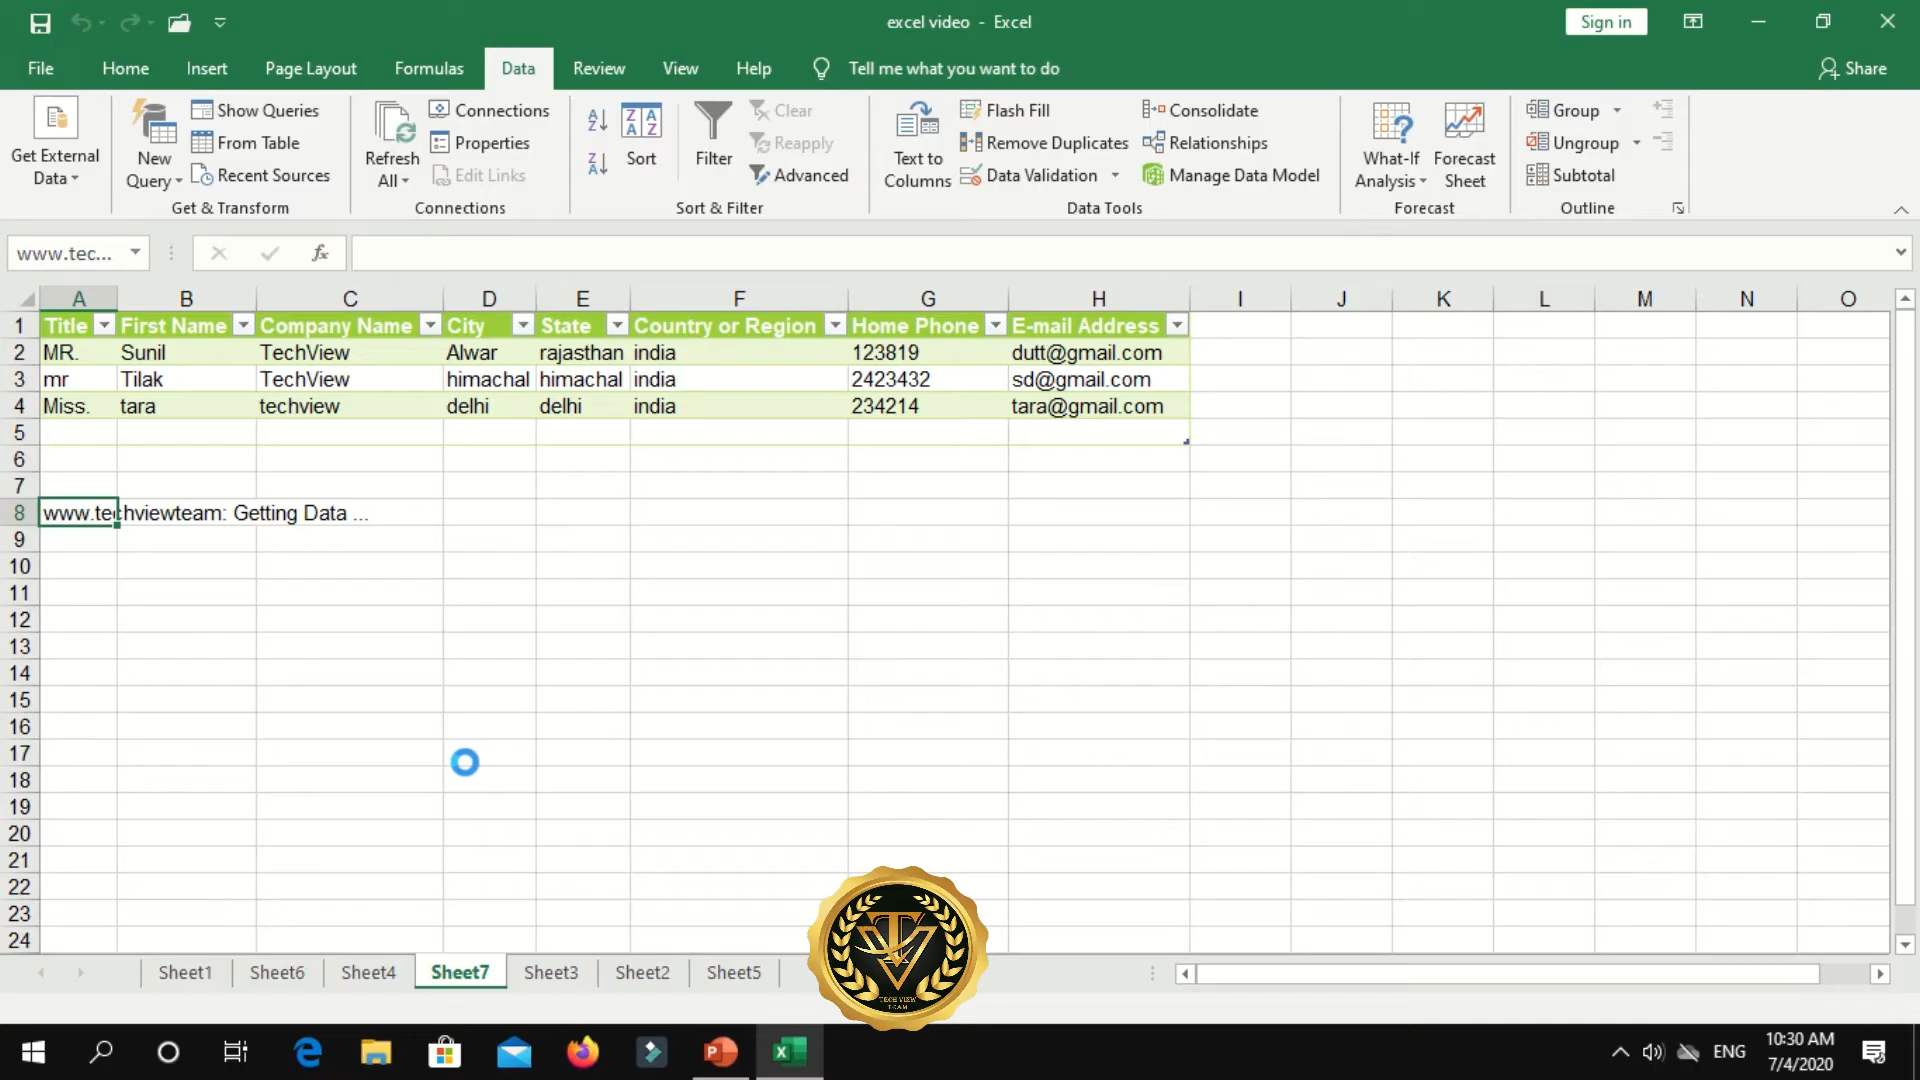 excel video - Excel
Sign in
File Home Insert Page Layout Formulas Data Review View Help Tell me what you want to do Share
Get External Data
New Query
Show Queries
From Table
Recent Sources
Get & Transform
Refresh All
Connections
Properties
Edit Links
Connections
Sort
Filter
Clear
Reapply
Advanced
Sort & Filter
Text to Columns
Flash Fill
Remove Duplicates
Data Validation
Consolidate
Relationships
Manage Data Model
Data Tools
What-If Analysis
Forecast Sheet
Forecast
Group
Ungroup
Subtotal
Outline
www.tec... fx
A B C D E F G H I J K L M N O
1 Title First Name Company Name City State Country or Region Home Phone E-mail Address
2 MR. Sunil TechView Alwar rajasthan india 123819 dutt@gmail.com
3 mr Tilak TechView himachal himachal india 2423432 sd@gmail.com
4 Miss. tara techview delhi delhi india 234214 tara@gmail.com
5
6
7
8 www.techviewteam: Getting Data ...
9
10
11
12
13
14
15
16
17
18
19
20
21
22
23
24
TECH VIEW
TEAM
Sheet1 Sheet6 Sheet4 Sheet7 Sheet3 Sheet2 Sheet5
ENG
10:30 AM
7/4/2020